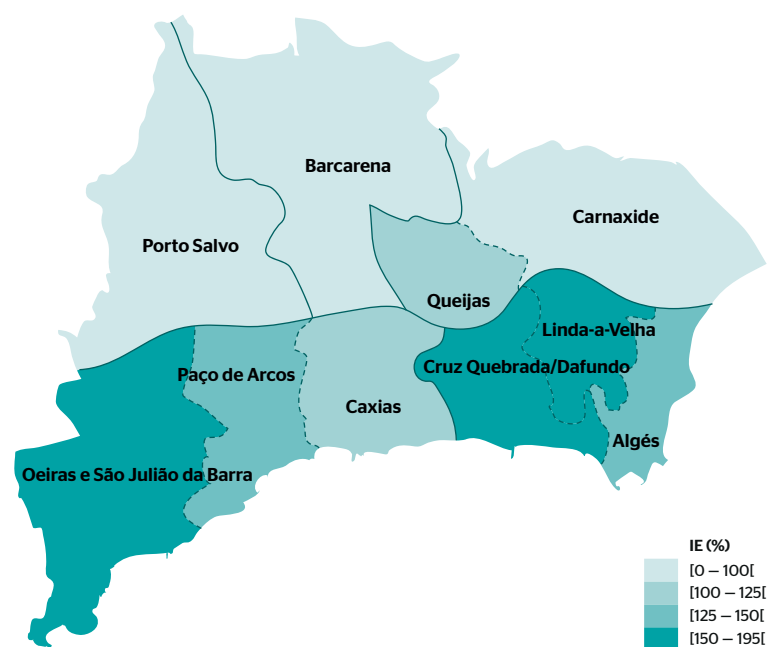 Barcarena
Carnaxide
Porto Salvo
Queijas
Linda-a-Velha
Cruz Quebrada/Dafundo
Paço de Arcos
Caxias
Algés
Oeiras e São Julião da Barra
IE (%)
[0 – 100[
[100 – 125[
[125 – 150[
[150 – 195[